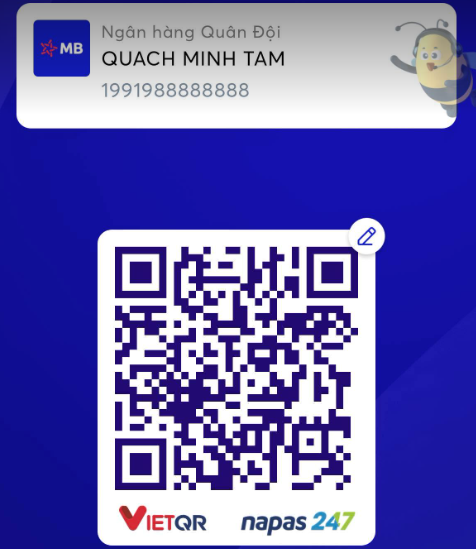 Ngân hàng Quân Đội
MB
QUACH MINH TAM
1991988888888
VIETQR
napas 247